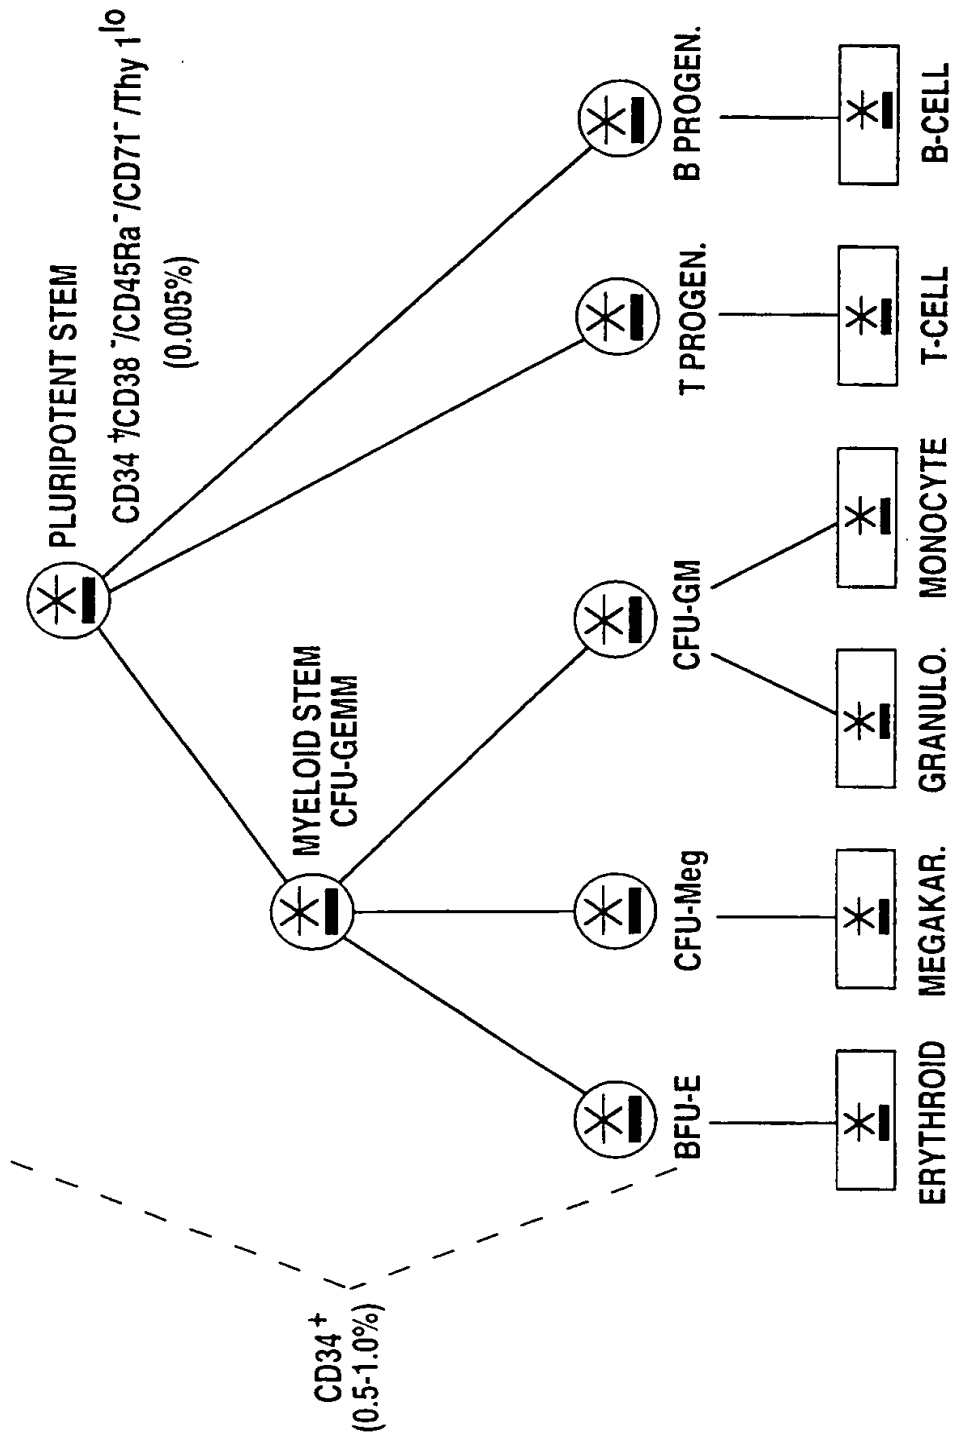 PLURIPOTENT STEM
CD34⁺/CD38⁻/CD45Ra⁻/CD71⁻/Thy 1ˡᵒ
(0.005%)
MYELOID STEM
CFU-GEMM
CD34⁺
(0.5-1.0%)
BFU-E
CFU-Meg
CFU-GM
T PROGEN.
B PROGEN.
ERYTHROID
MEGAKAR.
GRANULO.
MONOCYTE
T-CELL
B-CELL